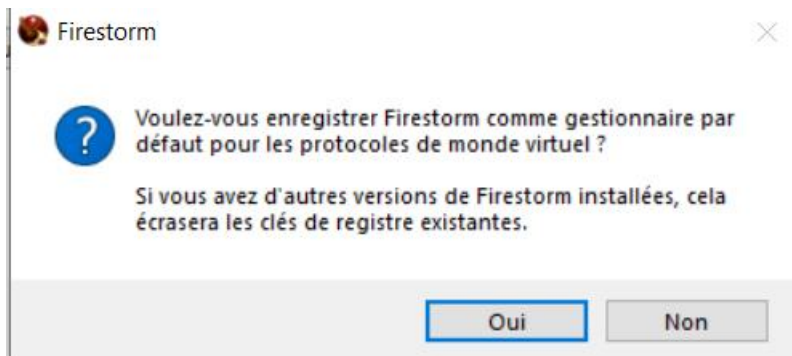 Firestorm
Voulez-vous enregistrer Firestorm comme gestionnaire par
défaut pour les protocoles de monde virtuel ?
Si vous avez d'autres versions de Firestorm installées, cela
écrasera les clés de registre existantes.
Oui
Non